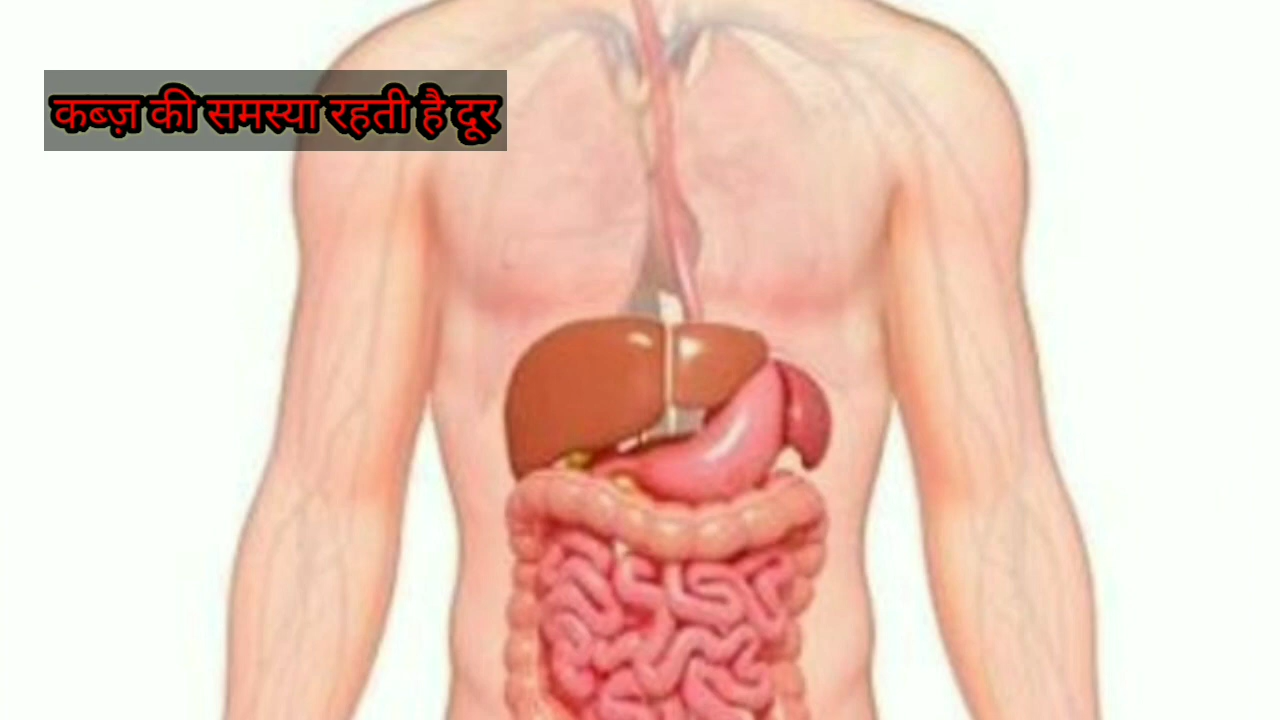 कब्ज़ की समस्या रहती है दूर